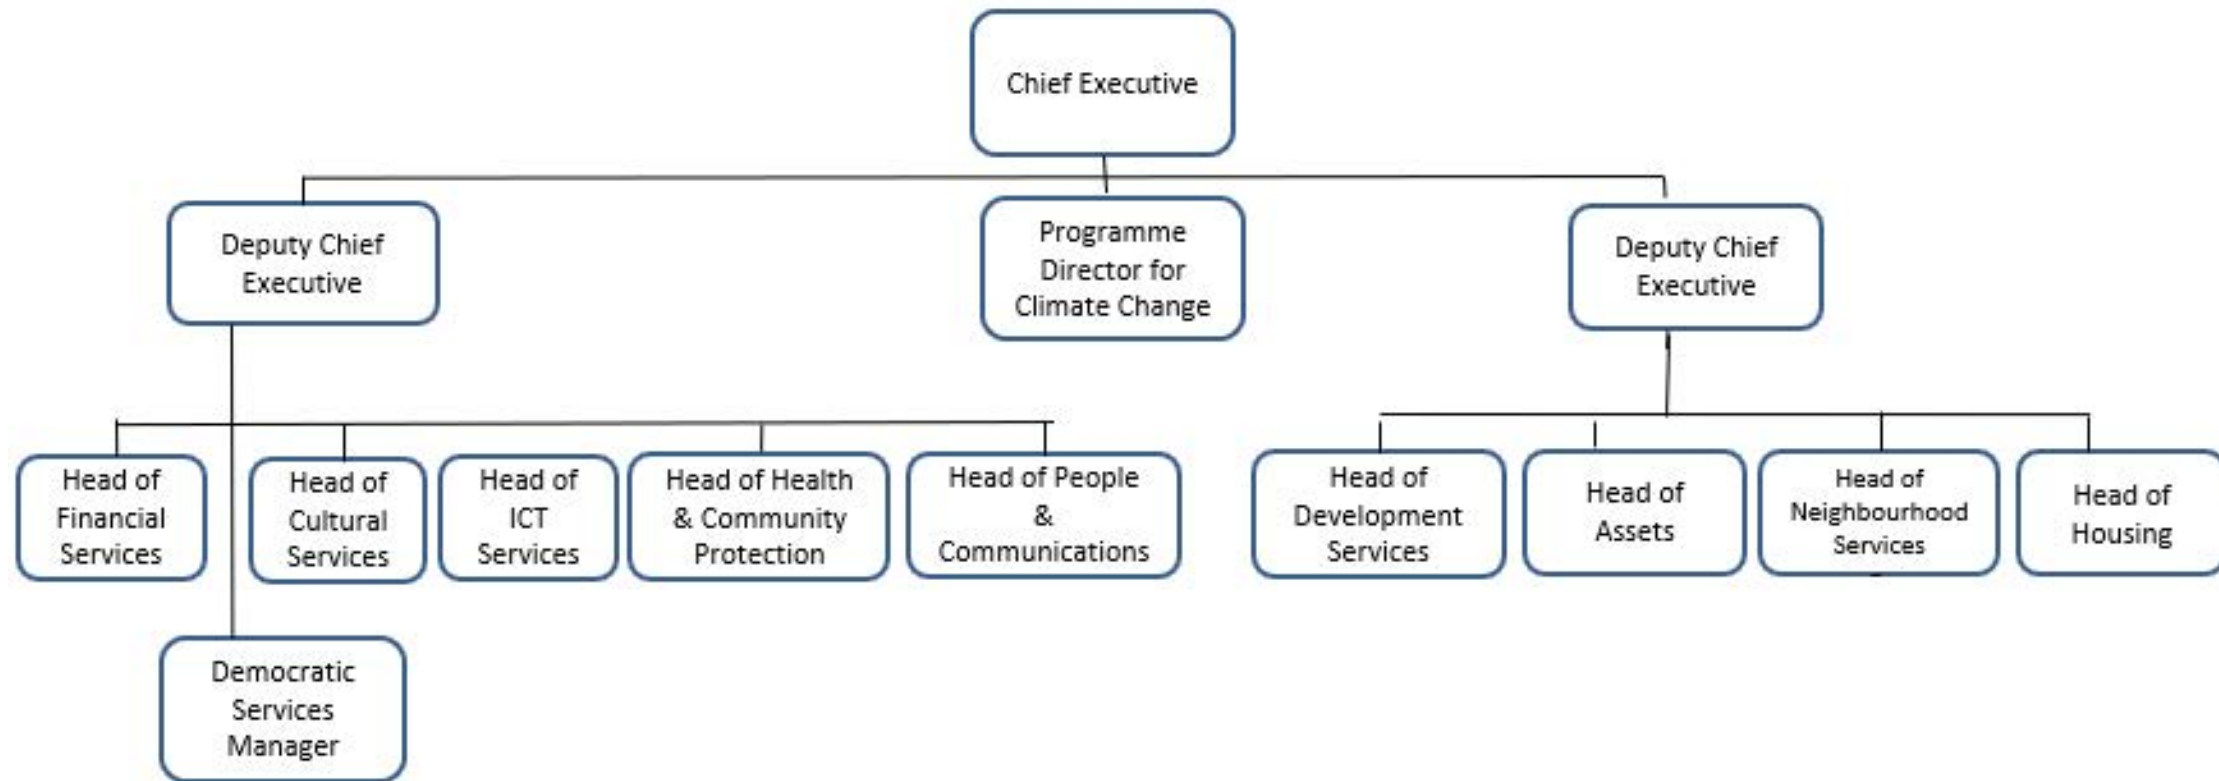 Chief Executive
Deputy Chief
Executive
Programme
Director for
Climate Change
Deputy Chief
Executive
Head of
Financial
Services
Head of
Cultural
Services
Head of
ICT
Services
Head of Health
& Community
Protection
Head of People
&
Communications
Head of
Development
Services
Head of
Assets
Head of
Neighbourhood
Services
Head of
Housing
Democratic
Services
Manager